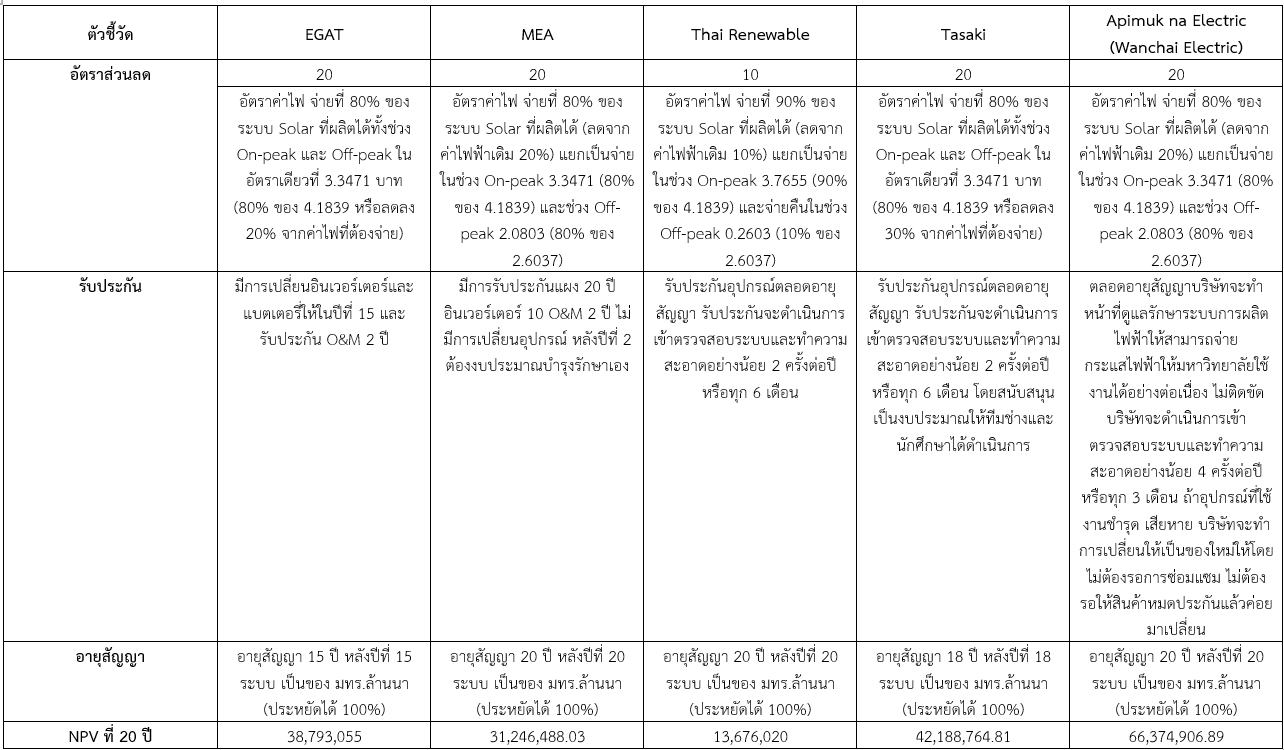 ตัวชี้วัด
EGAT
MEA
Thai Renewable
Tasaki
Apimuk na Electric
(Wanchai Electric)
อัตราส่วนลด
20
20
10
20
20
อัตราค่าไฟ จ่ายที่ 80% ของ
ระบบ Solar ที่ผลิตได้ทั้งช่วง
On-peak และ Off-peak ใน
อัตราเดียวที่ 3.3471 บาท
(80% ของ 4.1839 หรือลดลง
20% จากค่าไฟที่ต้องจ่าย)
อัตราค่าไฟ จ่ายที่ 80% ของ
ระบบ Solar ที่ผลิตได้ (ลดจาก
ค่าไฟฟ้าเดิม 20%) แยกเป็นจ่าย
ในช่วง On-peak 3.3471 (80%
ของ 4.1839) และช่วง Off-
peak 2.0803 (80% ของ
2.6037)
อัตราค่าไฟ จ่ายที่ 90% ของ
ระบบ Solar ที่ผลิตได้ (ลดจาก
ค่าไฟฟ้าเดิม 10%) แยกเป็นจ่าย
ในช่วง On-peak 3.7655 (90%
ของ 4.1839) และจ่ายคืนในช่วง
Off-peak 0.2603 (10% ของ
2.6037)
อัตราค่าไฟ จ่ายที่ 80% ของ
ระบบ Solar ที่ผลิตได้ทั้งช่วง
On-peak และ Off-peak ใน
อัตราเดียวที่ 3.3471 บาท
(80% ของ 4.1839 หรือลดลง
30% จากค่าไฟที่ต้องจ่าย)
อัตราค่าไฟ จ่ายที่ 80% ของ
ระบบ Solar ที่ผลิตได้ (ลดจาก
ค่าไฟฟ้าเดิม 20%) แยกเป็นจ่าย
ในช่วง On-peak 3.3471 (80%
ของ 4.1839) และช่วง Off-
peak 2.0803 (80% ของ
2.6037)
รับประกัน
มีการเปลี่ยนอินเวอร์เตอร์และ
แบตเตอรี่ให้ในปีที่ 15 และ
รับประกัน O&M 2 ปี
มีการรับประกันแผง 20 ปี
อินเวอร์เตอร์ 10 O&M 2 ปี ไม่
มีการเปลี่ยนอุปกรณ์ หลังปีที่ 2
ต้องงบประมาณบำรุงรักษาเอง
รับประกันอุปกรณ์ตลอดอายุ
สัญญา รับประกันจะดำเนินการ
เข้าตรวจสอบระบบและทำความ
สะอาดอย่างน้อย 2 ครั้งต่อปี
หรือทุก 6 เดือน
รับประกันอุปกรณ์ตลอดอายุ
สัญญา รับประกันจะดำเนินการ
เข้าตรวจสอบระบบและทำความ
สะอาดอย่างน้อย 2 ครั้งต่อปี
หรือทุก 6 เดือน โดยสนับสนุน
เป็นงบประมาณให้ทีมช่างและ
นักศึกษาได้ดำเนินการ
ตลอดอายุสัญญาบริษัทจะทำ
หน้าที่ดูแลรักษาระบบการผลิต
ไฟฟ้าให้สามารถจ่าย
กระแสไฟฟ้าให้มหาวิทยาลัยใช้
งานได้อย่างต่อเนื่อง ไม่ติดขัด
บริษัทจะดำเนินการเข้า
ตรวจสอบระบบและทำความ
สะอาดอย่างน้อย 4 ครั้งต่อปี
หรือทุก 3 เดือน ถ้าอุปกรณ์ที่ใช้
งานชำรุด เสียหาย บริษัทจะทำ
การเปลี่ยนให้เป็นของใหม่ให้โดย
ไม่ต้องรอการซ่อมแซม ไม่ต้อง
รอให้สินค้าหมดประกันแล้วค่อย
มาเปลี่ยน
อายุสัญญา
อายุสัญญา 15 ปี หลังปีที่ 15
ระบบ เป็นของ มทร.ล้านนา
(ประหยัดได้ 100%)
อายุสัญญา 20 ปี หลังปีที่ 20
ระบบ เป็นของ มทร.ล้านนา
(ประหยัดได้ 100%)
อายุสัญญา 20 ปี หลังปีที่ 20
ระบบ เป็นของ มทร.ล้านนา
(ประหยัดได้ 100%)
อายุสัญญา 18 ปี หลังปีที่ 18
ระบบ เป็นของ มทร.ล้านนา
(ประหยัดได้ 100%)
อายุสัญญา 20 ปี หลังปีที่ 20
ระบบ เป็นของ มทร.ล้านนา
(ประหยัดได้ 100%)
NPV ที่ 20 ปี
38,793,055
31,246,488.03
13,676,020
42,188,764.81
66,374,906.89